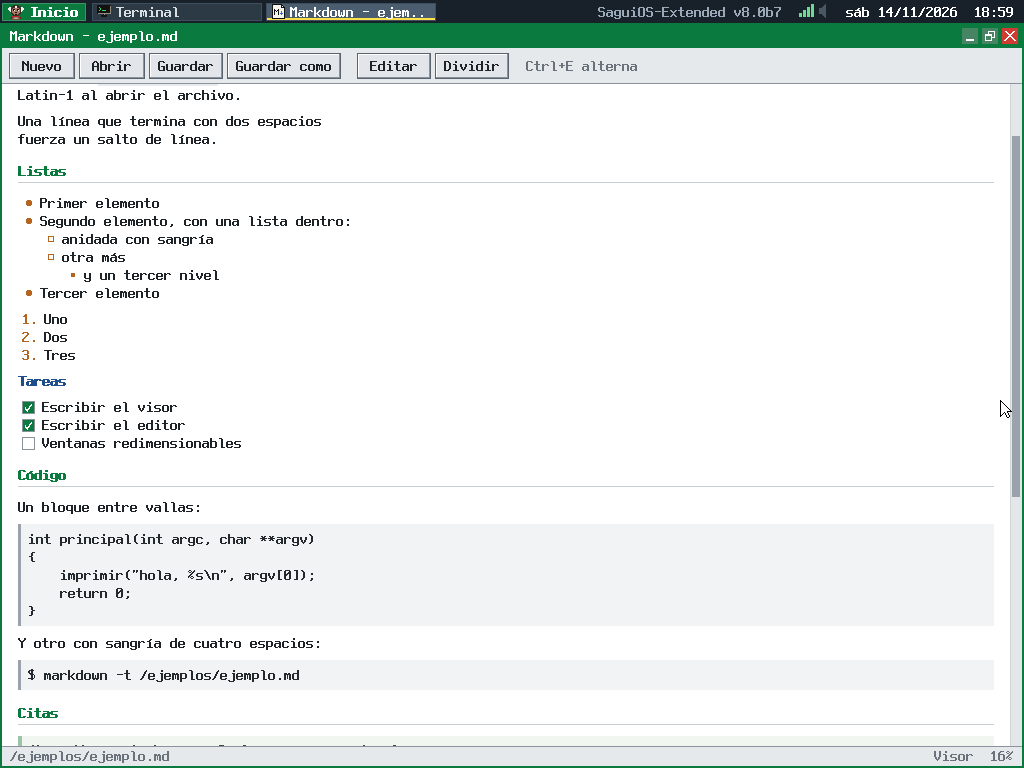 Inicio
Terminal
Markdown - ejem..
SaguiOS-Extended v8.0b7
sáb 14/11/2026 18:59
Markdown - ejemplo.md
Nuevo
Abrir
Guardar
Guardar como
Editar
Dividir
Ctrl+E alterna
Latin-1 al abrir el archivo.
Una línea que termina con dos espacios
fuerza un salto de línea.
Listas
Primer elemento
Segundo elemento, con una lista dentro:
anidada con sangría
otra más
y un tercer nivel
Tercer elemento
1. Uno
2. Dos
3. Tres
Tareas
Escribir el visor
Escribir el editor
Ventanas redimensionables
Código
Un bloque entre vallas:
int principal(int argc, char **argv)
{
    imprimir("hola, %s\n", argv[0]);
    return 0;
}
Y otro con sangría de cuatro espacios:
$ markdown -t /ejemplos/ejemplo.md
Citas
/ejemplos/ejemplo.md
Visor 16%